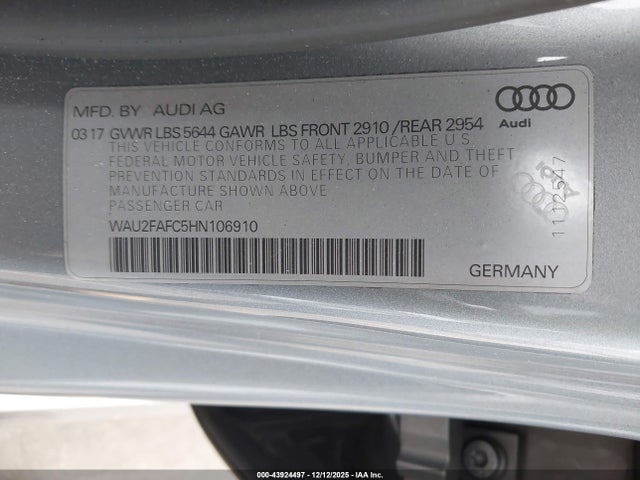 MFD. BY AUDI AG
Audi
03 17 GVWR LBS 5644 GAWR LBS FRONT 2910 / REAR 2954
THIS VEHICLE CONFORMS TO ALL APPLICABLE U.S.
FEDERAL MOTOR VEHICLE SAFETY, BUMPER AND THEFT
PREVENTION STANDARDS IN EFFECT ON THE DATE OF
MANUFACTURE SHOWN ABOVE
PASSENGER CAR
WAU2FAFC5HN106910
GERMANY
00-43924497 - 12/12/2025 - IAA Inc.